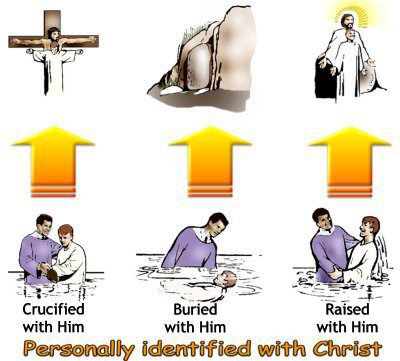 Crucified
with Him
Buried
with Him
Raised
with Him
Personally identified with Christ